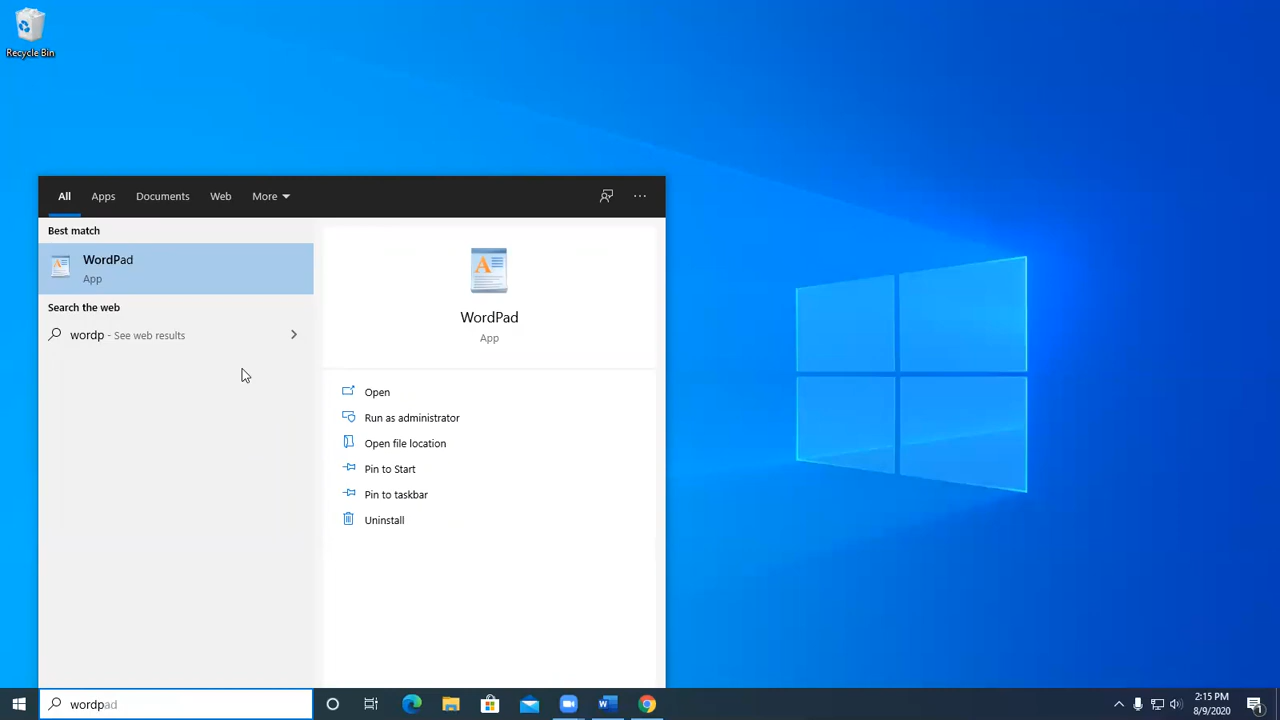 Recycle Bin
All Apps Documents Web More
Best match
WordPad
App
Search the web
wordp - See web results
WordPad
App
Open
Run as administrator
Open file location
Pin to Start
Pin to taskbar
Uninstall
wordpad
2:15 PM
8/9/2020
1